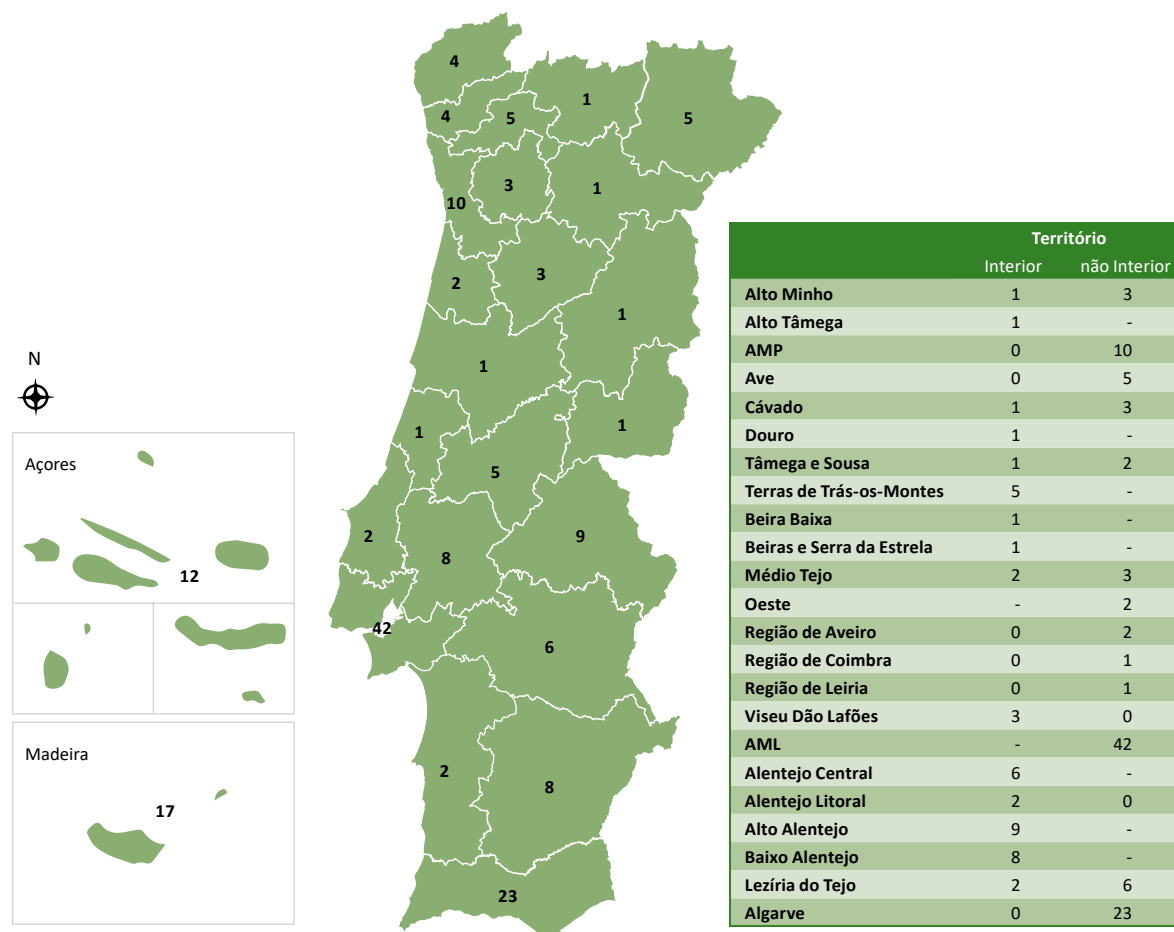 4
1
4
5
5
3
1
10
3
2
1
1
1
1
5
2
8
9
42
6
2
8
23
N
Açores
12
Madeira
17
Território
Interior não Interior
Alto Minho 1 3
Alto Tâmega 1 -
AMP 0 10
Ave 0 5
Cávado 1 3
Douro 1 -
Tâmega e Sousa 1 2
Terras de Trás-os-Montes 5 -
Beira Baixa 1 -
Beiras e Serra da Estrela 1 -
Médio Tejo 2 3
Oeste - 2
Região de Aveiro 0 2
Região de Coimbra 0 1
Região de Leiria 0 1
Viseu Dão Lafões 3 0
AML - 42
Alentejo Central 6 -
Alentejo Litoral 2 0
Alto Alentejo 9 -
Baixo Alentejo 8 -
Lezíria do Tejo 2 6
Algarve 0 23